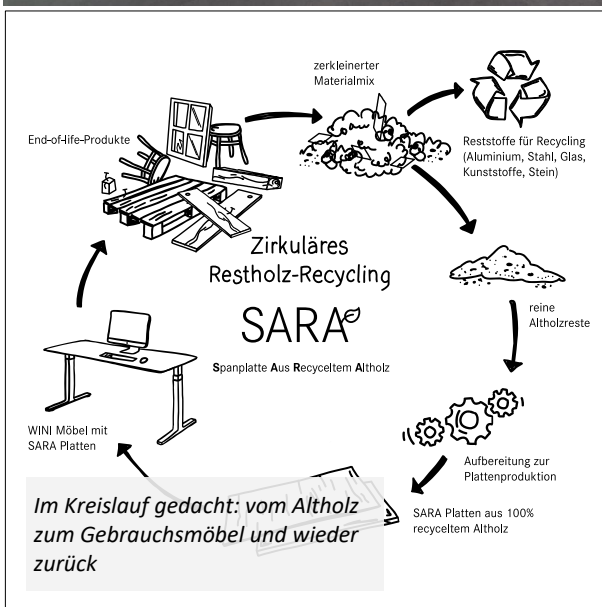 zerkleinerter
Materialmix
End-of-life-Produkte
Reststoffe für Recycling
(Aluminium, Stahl, Glas,
Kunststoffe, Stein)
Zirkuläres
Restholz-Recycling
SARA
Spanplatte Aus Recyceltem Altholz
reine
Altholzreste
WINI Möbel mit
SARA Platten
Aufbereitung zur
Plattenproduktion
SARA Platten aus 100%
recyceltem Altholz
Im Kreislauf gedacht: vom Altholz
zum Gebrauchsmöbel und wieder
zurück